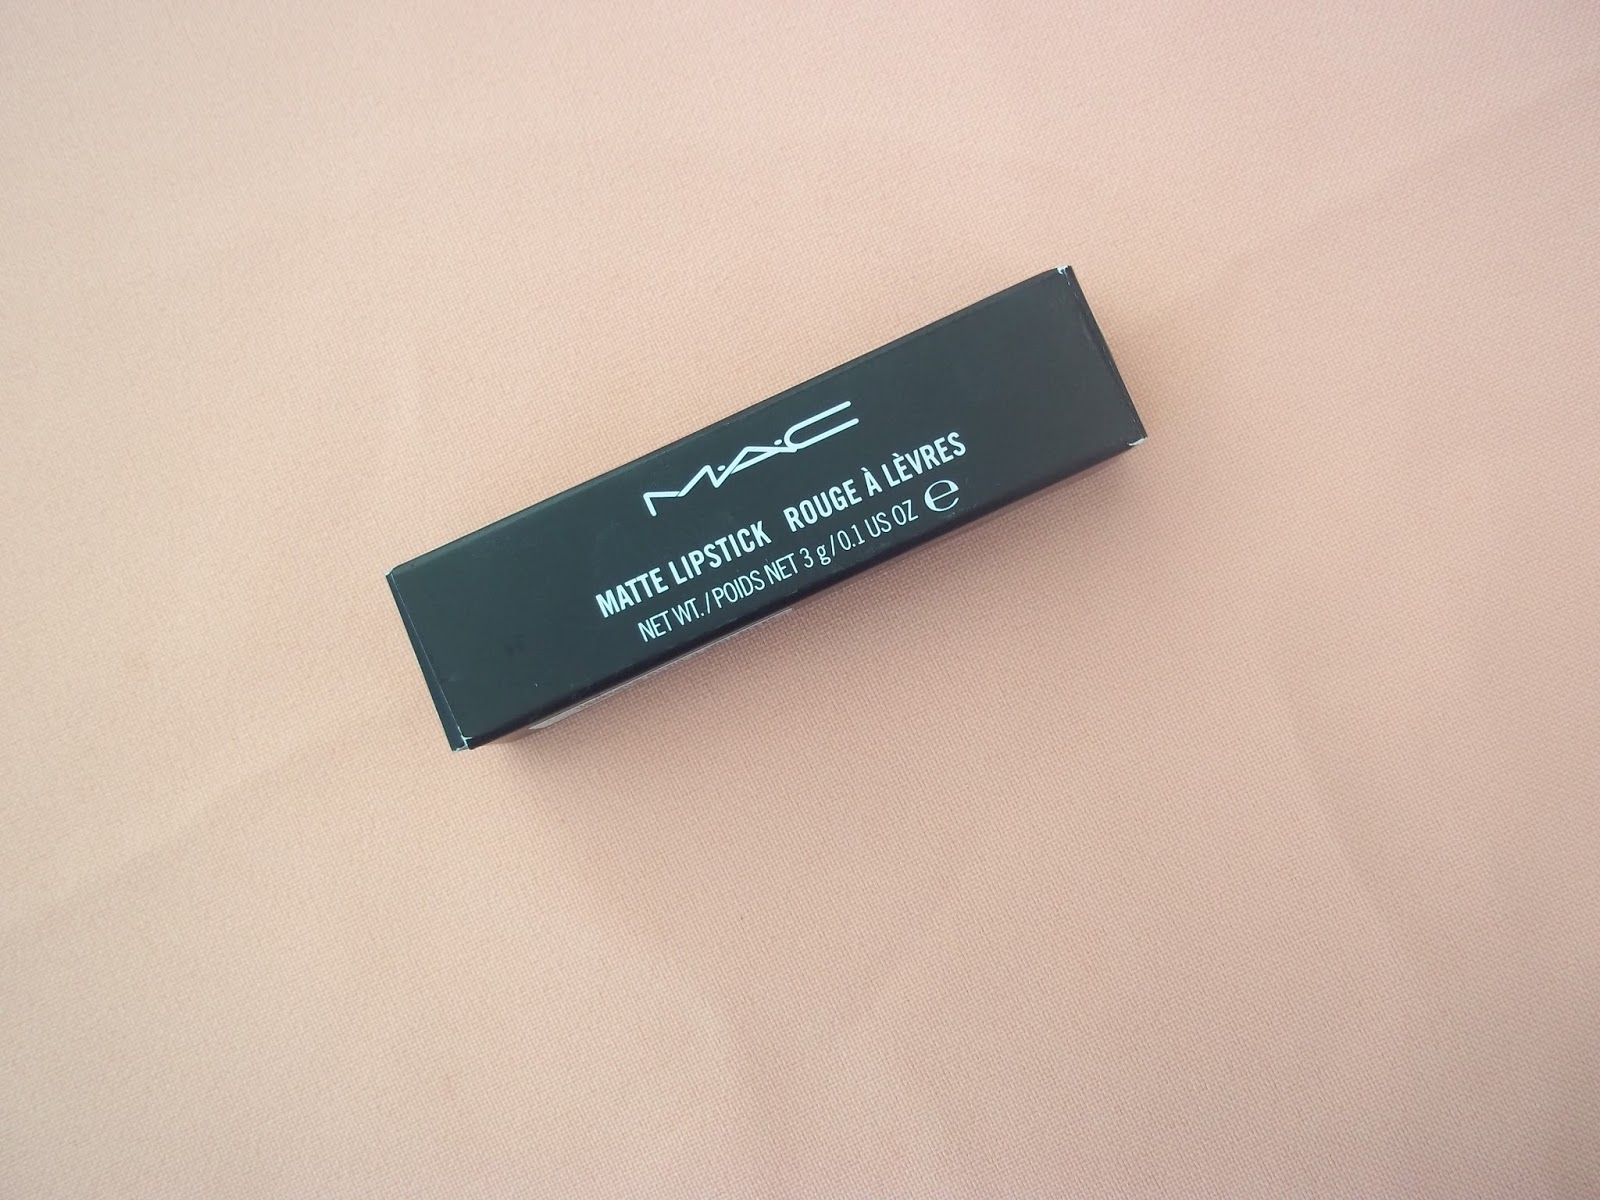 M·A·C
MATTE LIPSTICK ROUGE À LÈVRES
NET WT./POIDS NET 3 g/0.1 US OZ ℮